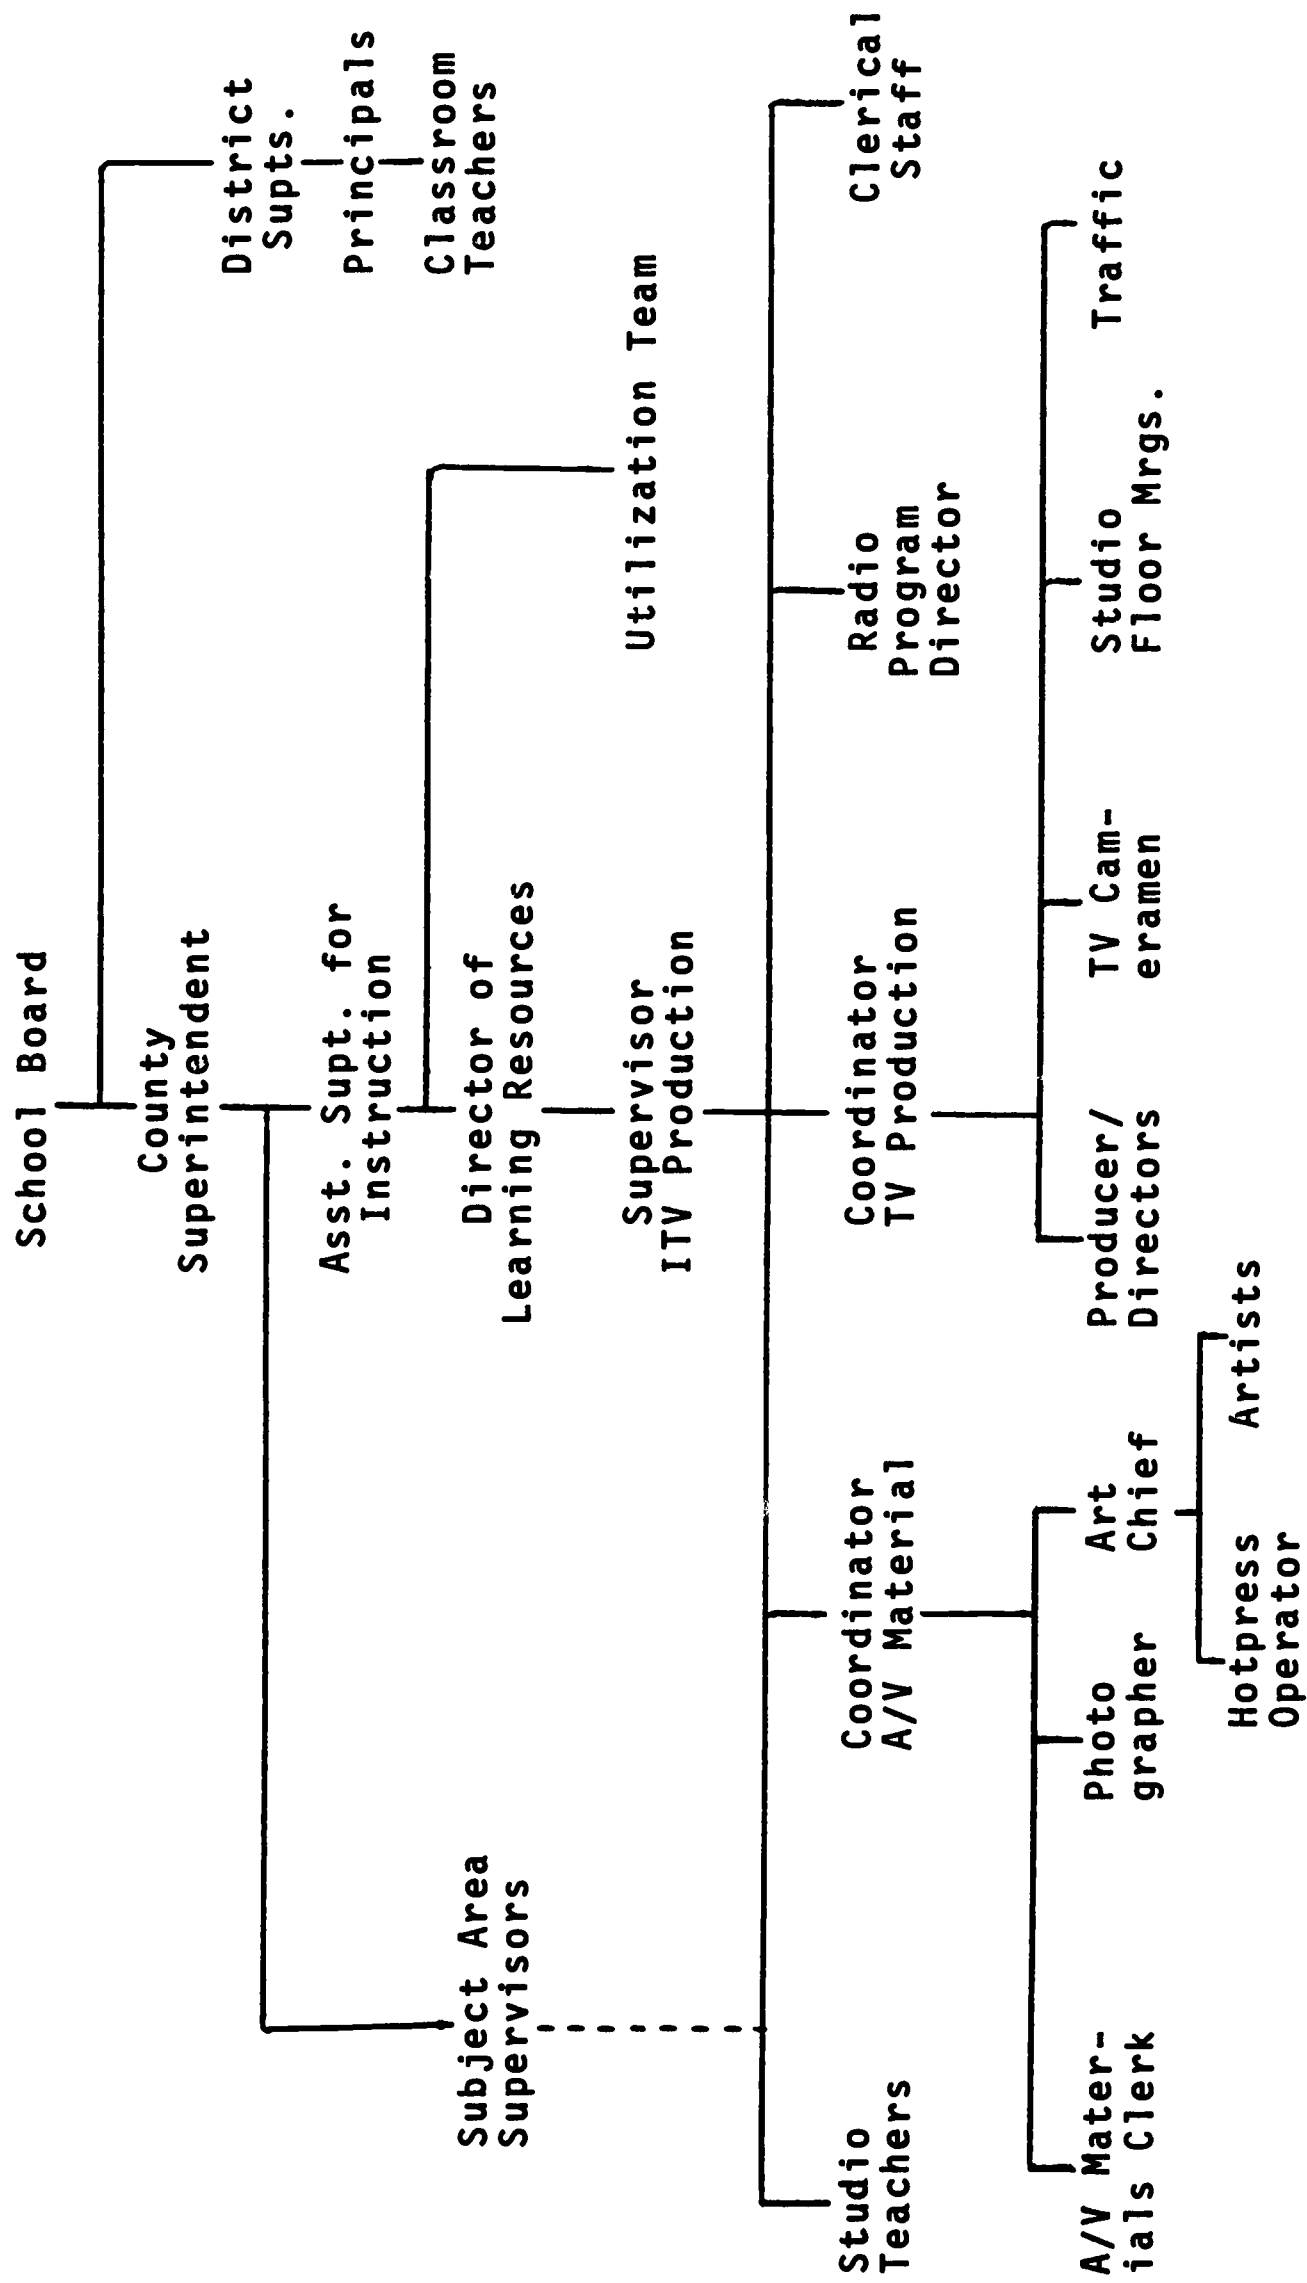 School Board
County
Superintendent
District
Supts.
Principals
Classroom
Teachers
Asst. Supt. for
Instruction
Subject Area
Supervisors
Director of
Learning Resources
Utilization Team
Supervisor
ITV Production
Studio
Teachers
Coordinator
A/V Material
Coordinator
TV Production
Radio
Program
Director
Clerical
Staff
A/V Mater-
ials Clerk
Photo
grapher
Art
Chief
Producer/
Directors
TV Cam-
eramen
Studio
Floor Mrgs.
Traffic
Hotpress
Operator
Artists